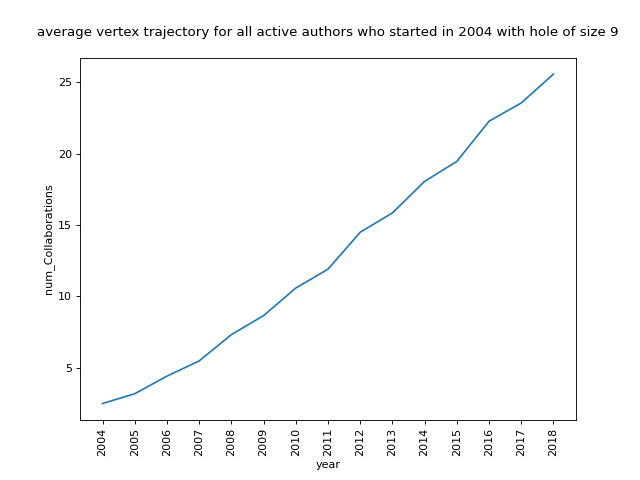 average vertex trajectory for all active authors who started in 2004 with hole of size 9
25
20
15
10
5
num_Collaborations
2004 2005 2006 2007 2008 2009 2010 2011 2012 2013 2014 2015 2016 2017 2018
year